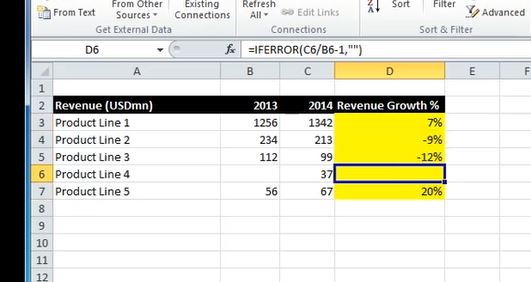 From Text
From Other
Sources
Existing
Connections
Refresh
All
Edit Links
Sort
Filter
Advanced
Get External Data
Connections
Sort & Filter
D6
fx
=IFERROR(C6/B6-1,"")
A B C D E F
1
2 Revenue (USDmn) 2013 2014 Revenue Growth %
3 Product Line 1 1256 1342 7%
4 Product Line 2 234 213 -9%
5 Product Line 3 112 99 -12%
6 Product Line 4 37
7 Product Line 5 56 67 20%
8
9
10
11
12